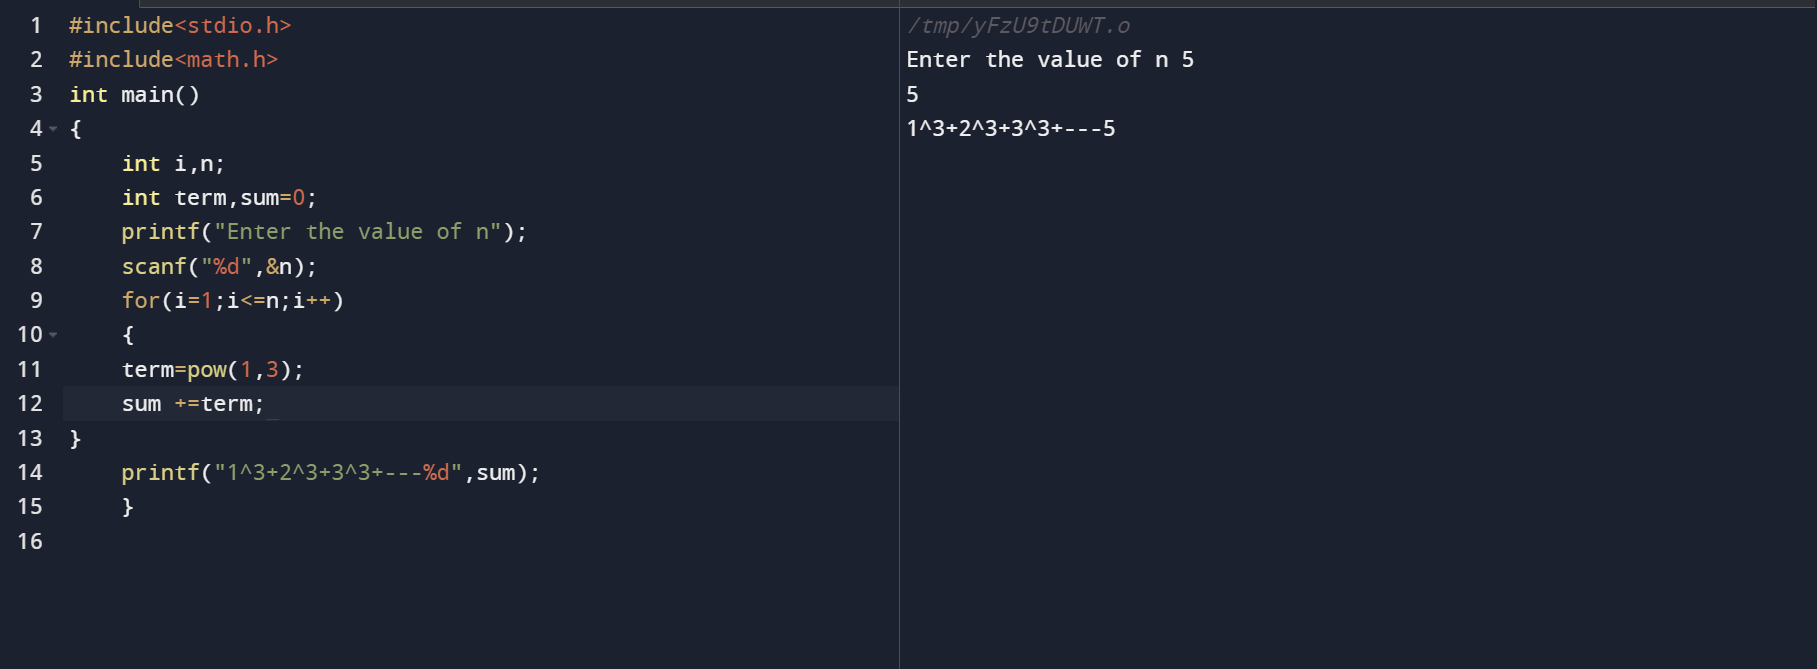 1 #include<stdio.h>
2 #include<math.h>
3 int main()
4 {
5     int i,n;
6     int term,sum=0;
7     printf("Enter the value of n");
8     scanf("%d",&n);
9     for(i=1;i<=n;i++)
10     {
11     term=pow(1,3);
12     sum +=term;
13 }
14     printf("1^3+2^3+3^3+---%d",sum);
15     }
16
/tmp/yFzU9tDUWT.o
Enter the value of n 5
5
1^3+2^3+3^3+---5